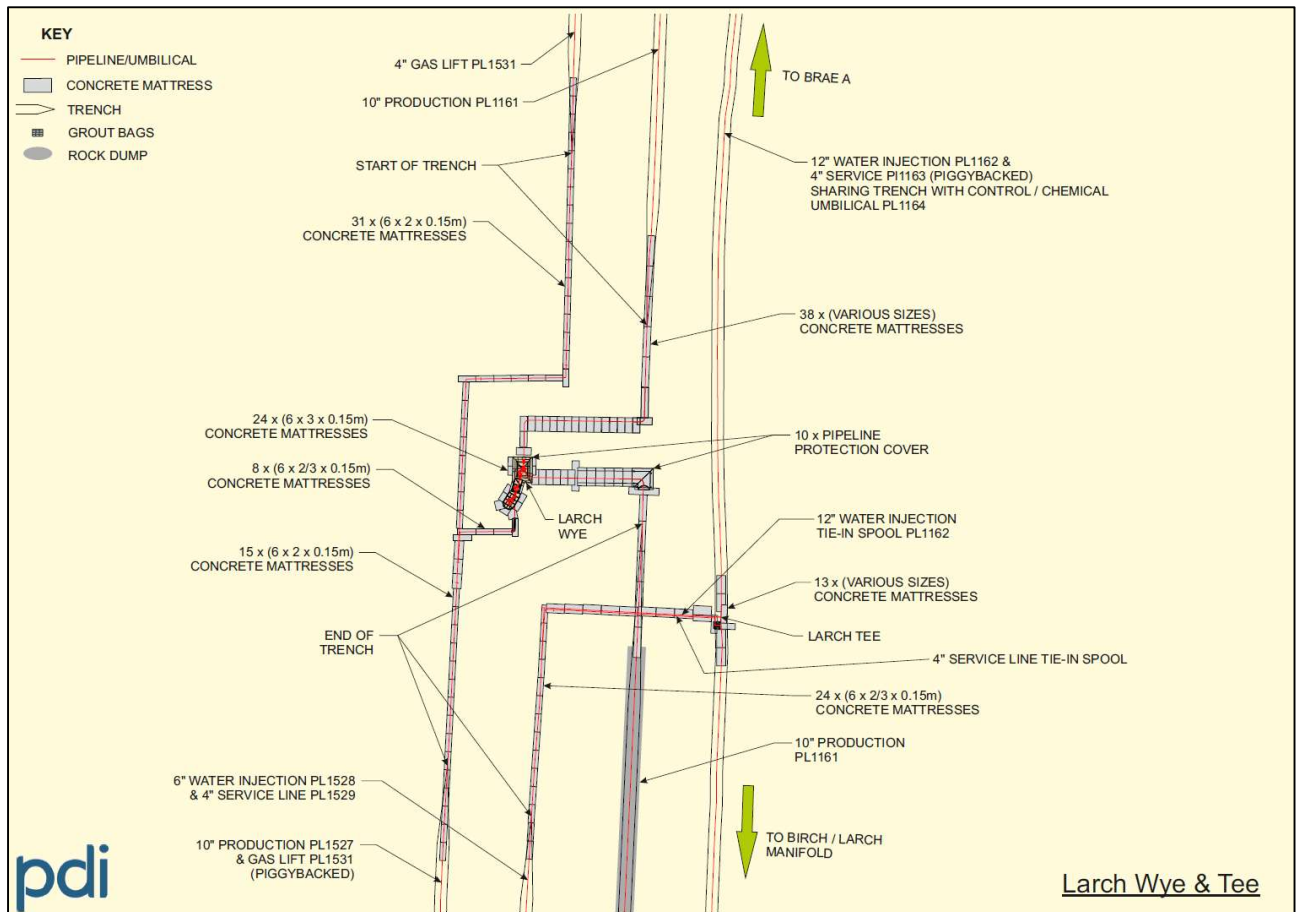 KEY
PIPELINE/UMBILICAL
CONCRETE MATTRESS
TRENCH
GROUT BAGS
ROCK DUMP
4" GAS LIFT PL1531
10" PRODUCTION PL1161
START OF TRENCH
31 x (6 x 2 x 0.15m)
CONCRETE MATTRESSES
TO BRAE A
12" WATER INJECTION PL1162 &
4" SERVICE Pl1163 (PIGGYBACKED)
SHARING TRENCH WITH CONTROL / CHEMICAL
UMBILICAL PL1164
38 x (VARIOUS SIZES)
CONCRETE MATTRESSES
24 x (6 x 3 x 0.15m)
CONCRETE MATTRESSES
8 x (6 x 2/3 x 0.15m)
CONCRETE MATTRESSES
10 x PIPELINE
PROTECTION COVER
LARCH
WYE
15 x (6 x 2 x 0.15m)
CONCRETE MATTRESSES
12" WATER INJECTION
TIE-IN SPOOL PL1162
13 x (VARIOUS SIZES)
CONCRETE MATTRESSES
LARCH TEE
END OF
TRENCH
4" SERVICE LINE TIE-IN SPOOL
24 x (6 x 2/3 x 0.15m)
CONCRETE MATTRESSES
10" PRODUCTION
PL1161
6" WATER INJECTION PL1528
& 4" SERVICE LINE PL1529
10" PRODUCTION PL1527
& GAS LIFT PL1531
(PIGGYBACKED)
TO BIRCH / LARCH
MANIFOLD
pdi
Larch Wye & Tee